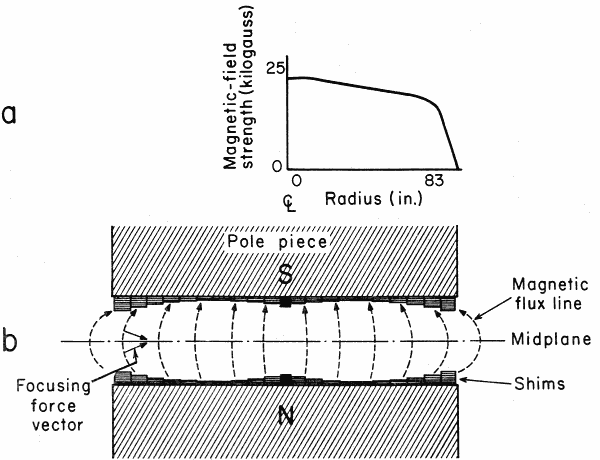 a
Magnetic-field
strength (kilogauss)
25
0
0
83
℄
Radius (in.)
Pole piece
S
Magnetic
flux line
b
Midplane
Focusing
force
vector
Shims
N